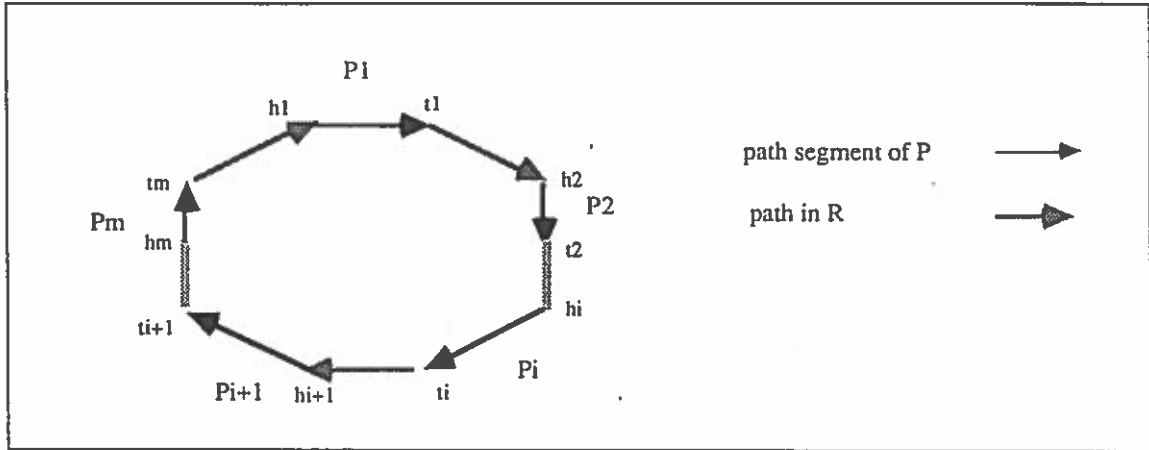 P1
h1
t1
path segment of P
tm
h2
P2
path in R
Pm
hm
t2
ti+1
hi
Pi
Pi+1
hi+1
ti